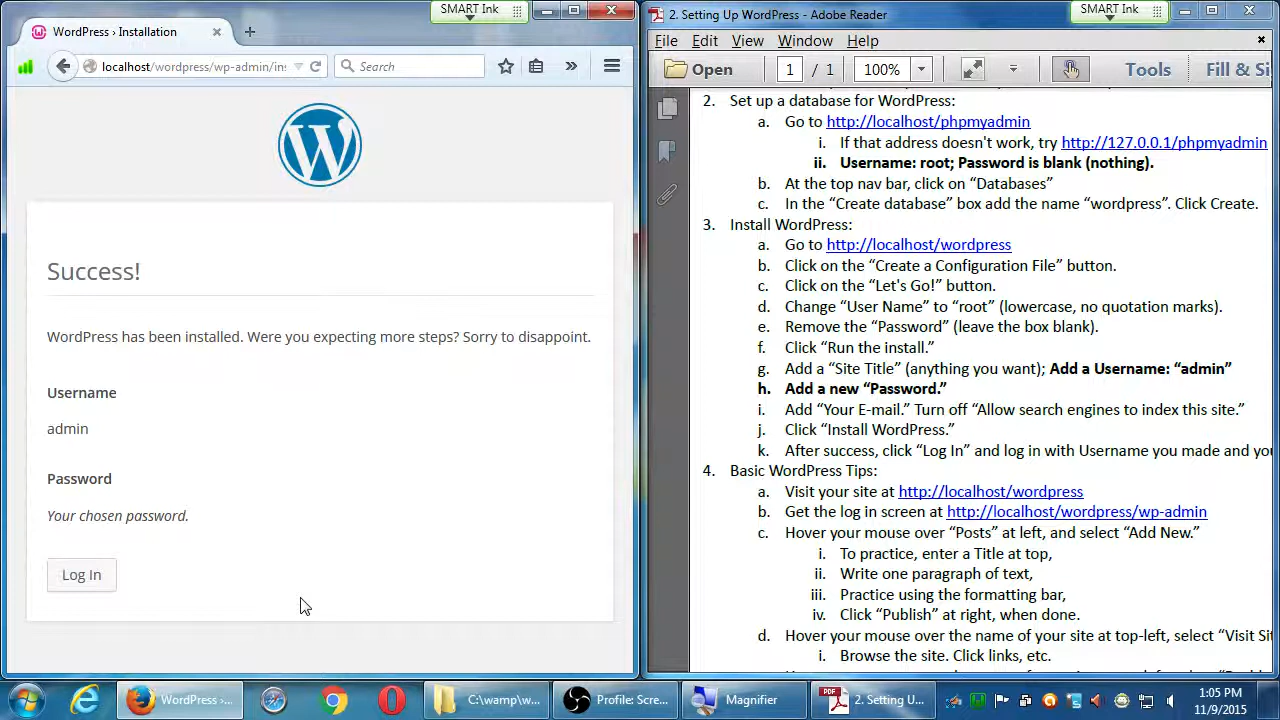 SMART Ink
WordPress › Installation
localhost/wordpress/wp-admin/ins
Search
Success!
WordPress has been installed. Were you expecting more steps? Sorry to disappoint.
Username
admin
Password
Your chosen password.
Log In
2. Setting Up WordPress - Adobe Reader
SMART Ink
File Edit View Window Help
Open 1 / 1 100% Tools Fill & Si
2. Set up a database for WordPress:
a. Go to http://localhost/phpmyadmin
i. If that address doesn't work, try http://127.0.0.1/phpmyadmin
ii. Username: root; Password is blank (nothing).
b. At the top nav bar, click on “Databases”
c. In the “Create database” box add the name “wordpress”. Click Create.
3. Install WordPress:
a. Go to http://localhost/wordpress
b. Click on the “Create a Configuration File” button.
c. Click on the “Let's Go!” button.
d. Change “User Name” to “root” (lowercase, no quotation marks).
e. Remove the “Password” (leave the box blank).
f. Click “Run the install.”
g. Add a “Site Title” (anything you want); Add a Username: “admin”
h. Add a new “Password.”
i. Add “Your E-mail.” Turn off “Allow search engines to index this site.”
j. Click “Install WordPress.”
k. After success, click “Log In” and log in with Username you made and you
4. Basic WordPress Tips:
a. Visit your site at http://localhost/wordpress
b. Get the log in screen at http://localhost/wordpress/wp-admin
c. Hover your mouse over “Posts” at left, and select “Add New.”
i. To practice, enter a Title at top,
ii. Write one paragraph of text,
iii. Practice using the formatting bar,
iv. Click “Publish” at right, when done.
d. Hover your mouse over the name of your site at top-left, select “Visit Si
i. Browse the site. Click links, etc.
WordPress ›... C:\wamp\w... Profile: Scre... Magnifier 2. Setting U...
1:05 PM
11/9/2015